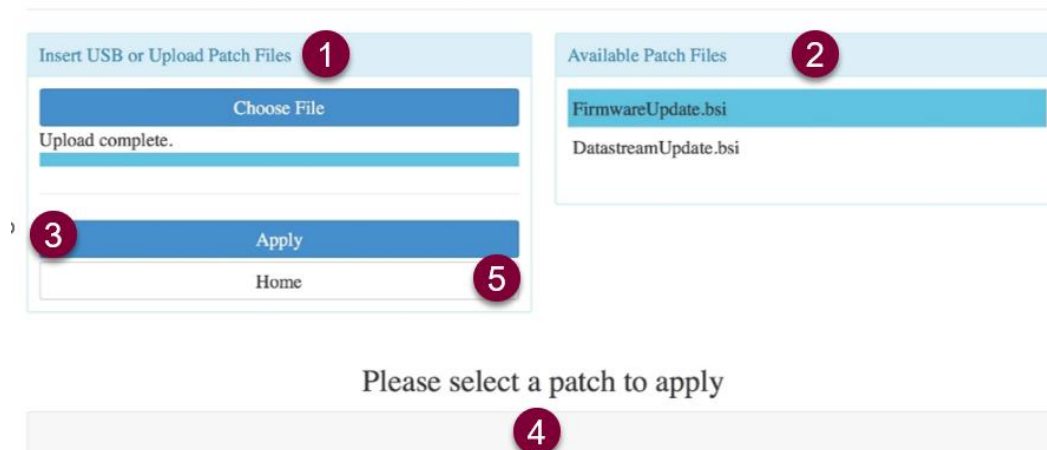 Insert USB or Upload Patch Files 1
Choose File
Upload complete.
3 Apply
Home 5
Available Patch Files 2
FirmwareUpdate.bsi
DatastreamUpdate.bsi
Please select a patch to apply
4